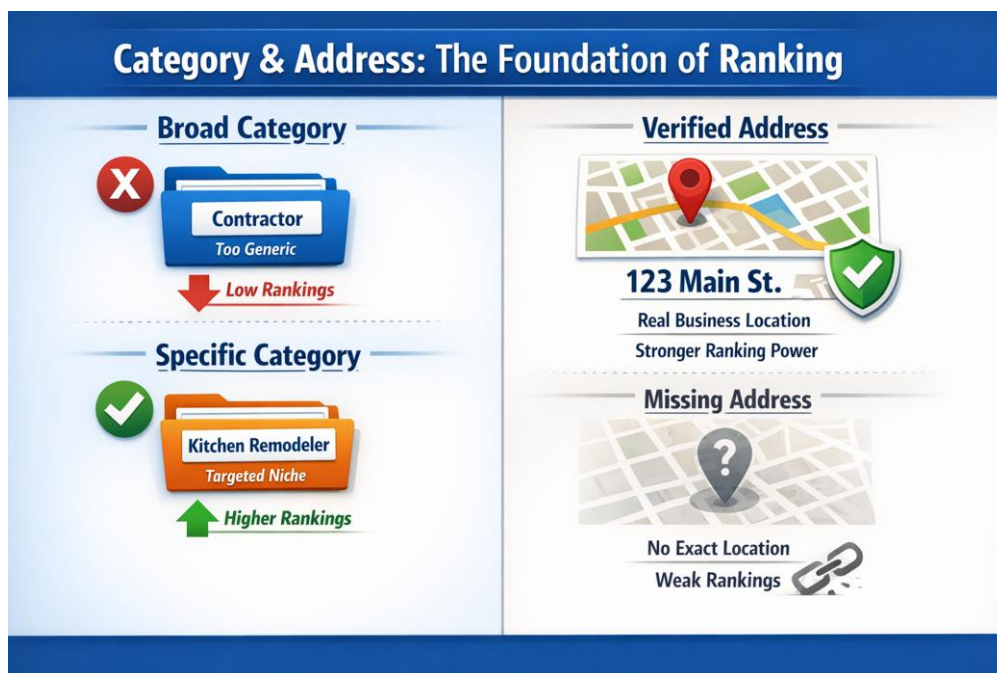 Category & Address: The Foundation of Ranking
Broad Category
Contractor
Too Generic
Low Rankings
Specific Category
Kitchen Remodeler
Targeted Niche
Higher Rankings
Verified Address
123 Main St.
Real Business Location
Stronger Ranking Power
Missing Address
?
No Exact Location
Weak Rankings